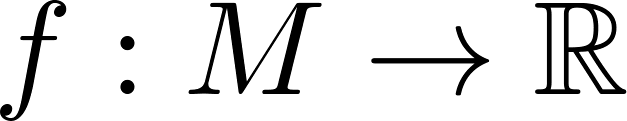 f : M → ℝ